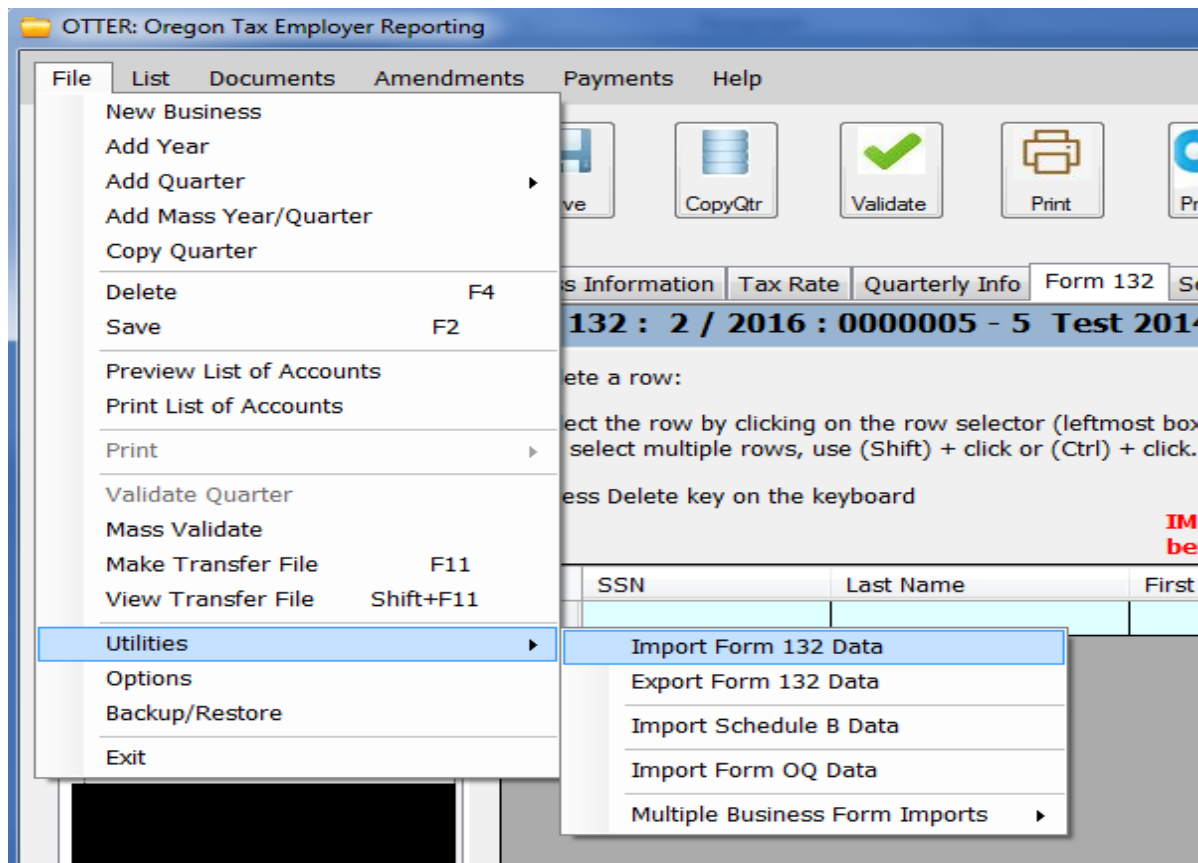 OTTER: Oregon Tax Employer Reporting
File List Documents Amendments Payments Help
New Business
Add Year
Add Quarter
Add Mass Year/Quarter
Copy Quarter
Delete F4
Save F2
Preview List of Accounts
Print List of Accounts
Print
Validate Quarter
Mass Validate
Make Transfer File F11
View Transfer File Shift+F11
Utilities
Options
Backup/Restore
Exit
Import Form 132 Data
Export Form 132 Data
Import Schedule B Data
Import Form OQ Data
Multiple Business Form Imports
CopyQtr Validate Print
Information Tax Rate Quarterly Info Form 132
132 : 2 / 2016 : 0000005 - 5 Test 2014
a row:
the row by clicking on the row selector (leftmost box
select multiple rows, use (Shift) + click or (Ctrl) + click.
Delete key on the keyboard
SSN Last Name First